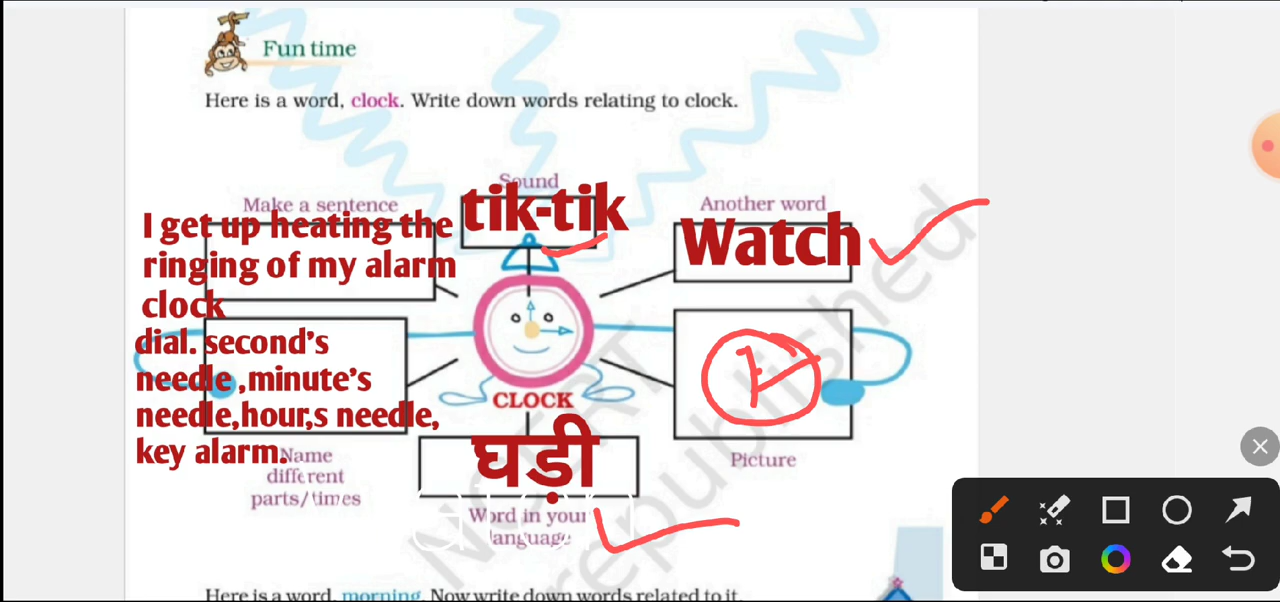 Fun time
Here is a word, clock. Write down words relating to clock.
Sound
tik-tik
Make a sentence
I get up heating the
ringing of my alarm
clock
Another word
Watch
dial. second's
needle ,minute's
needle,hour,s needle,
key alarm.
Name
different
parts/times
CLOCK
घड़ी
Word in your
language
Picture
NCERT
republished
Here is a word, morning. Now write down words related to it.